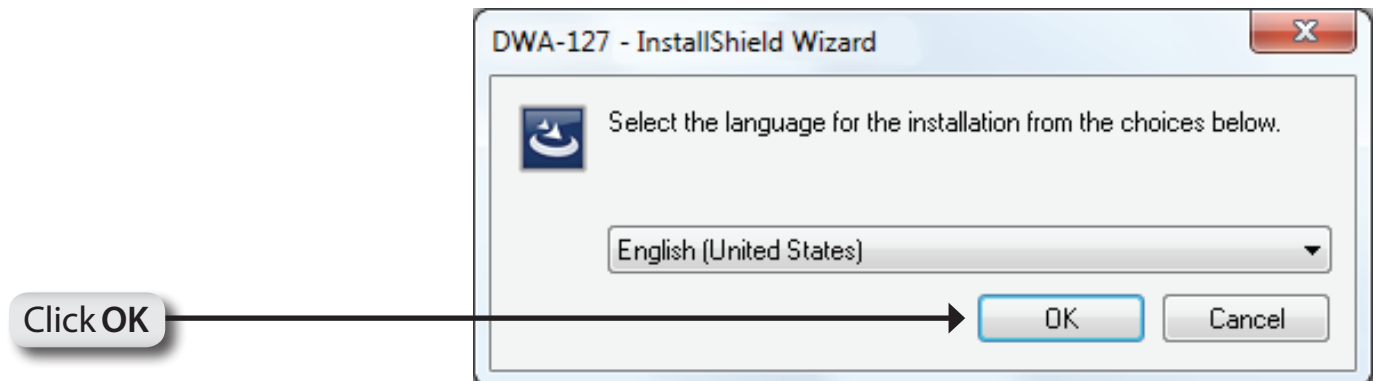 DWA-127 - InstallShield Wizard
Select the language for the installation from the choices below.
English (United States)
Click OK
OK
Cancel